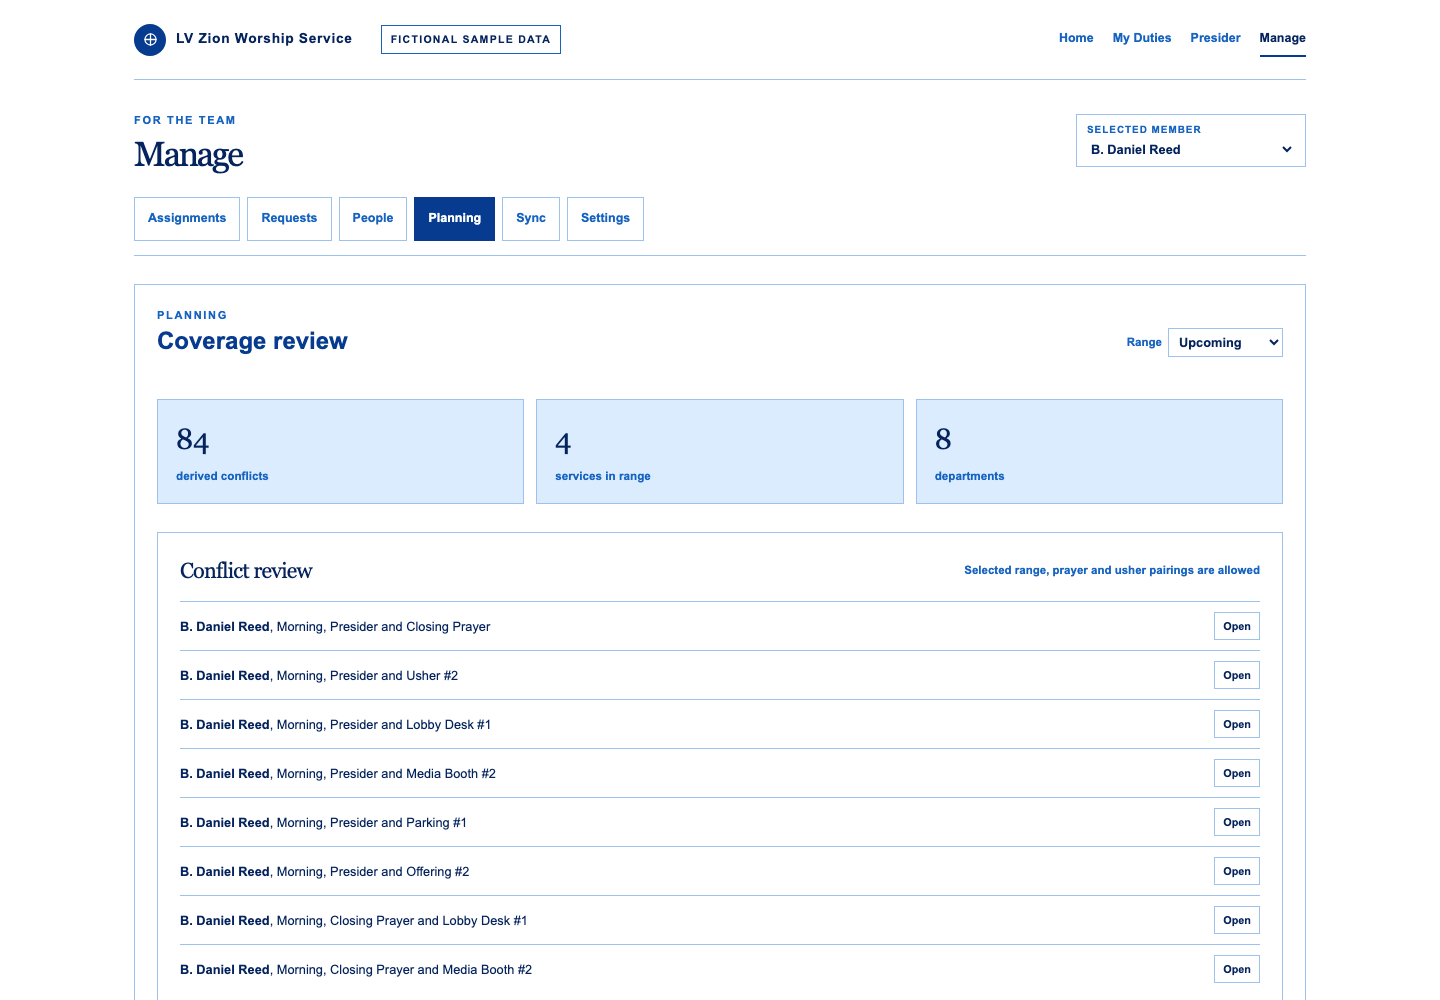 LV Zion Worship Service
FICTIONAL SAMPLE DATA
Home
My Duties
Presider
Manage
FOR THE TEAM
Manage
SELECTED MEMBER
B. Daniel Reed
Assignments
Requests
People
Planning
Sync
Settings
PLANNING
Coverage review
Range
Upcoming
84
derived conflicts
4
services in range
8
departments
Conflict review
Selected range, prayer and usher pairings are allowed
B. Daniel Reed, Morning, Presider and Closing Prayer
Open
B. Daniel Reed, Morning, Presider and Usher #2
Open
B. Daniel Reed, Morning, Presider and Lobby Desk #1
Open
B. Daniel Reed, Morning, Presider and Media Booth #2
Open
B. Daniel Reed, Morning, Presider and Parking #1
Open
B. Daniel Reed, Morning, Presider and Offering #2
Open
B. Daniel Reed, Morning, Closing Prayer and Lobby Desk #1
Open
B. Daniel Reed, Morning, Closing Prayer and Media Booth #2
Open